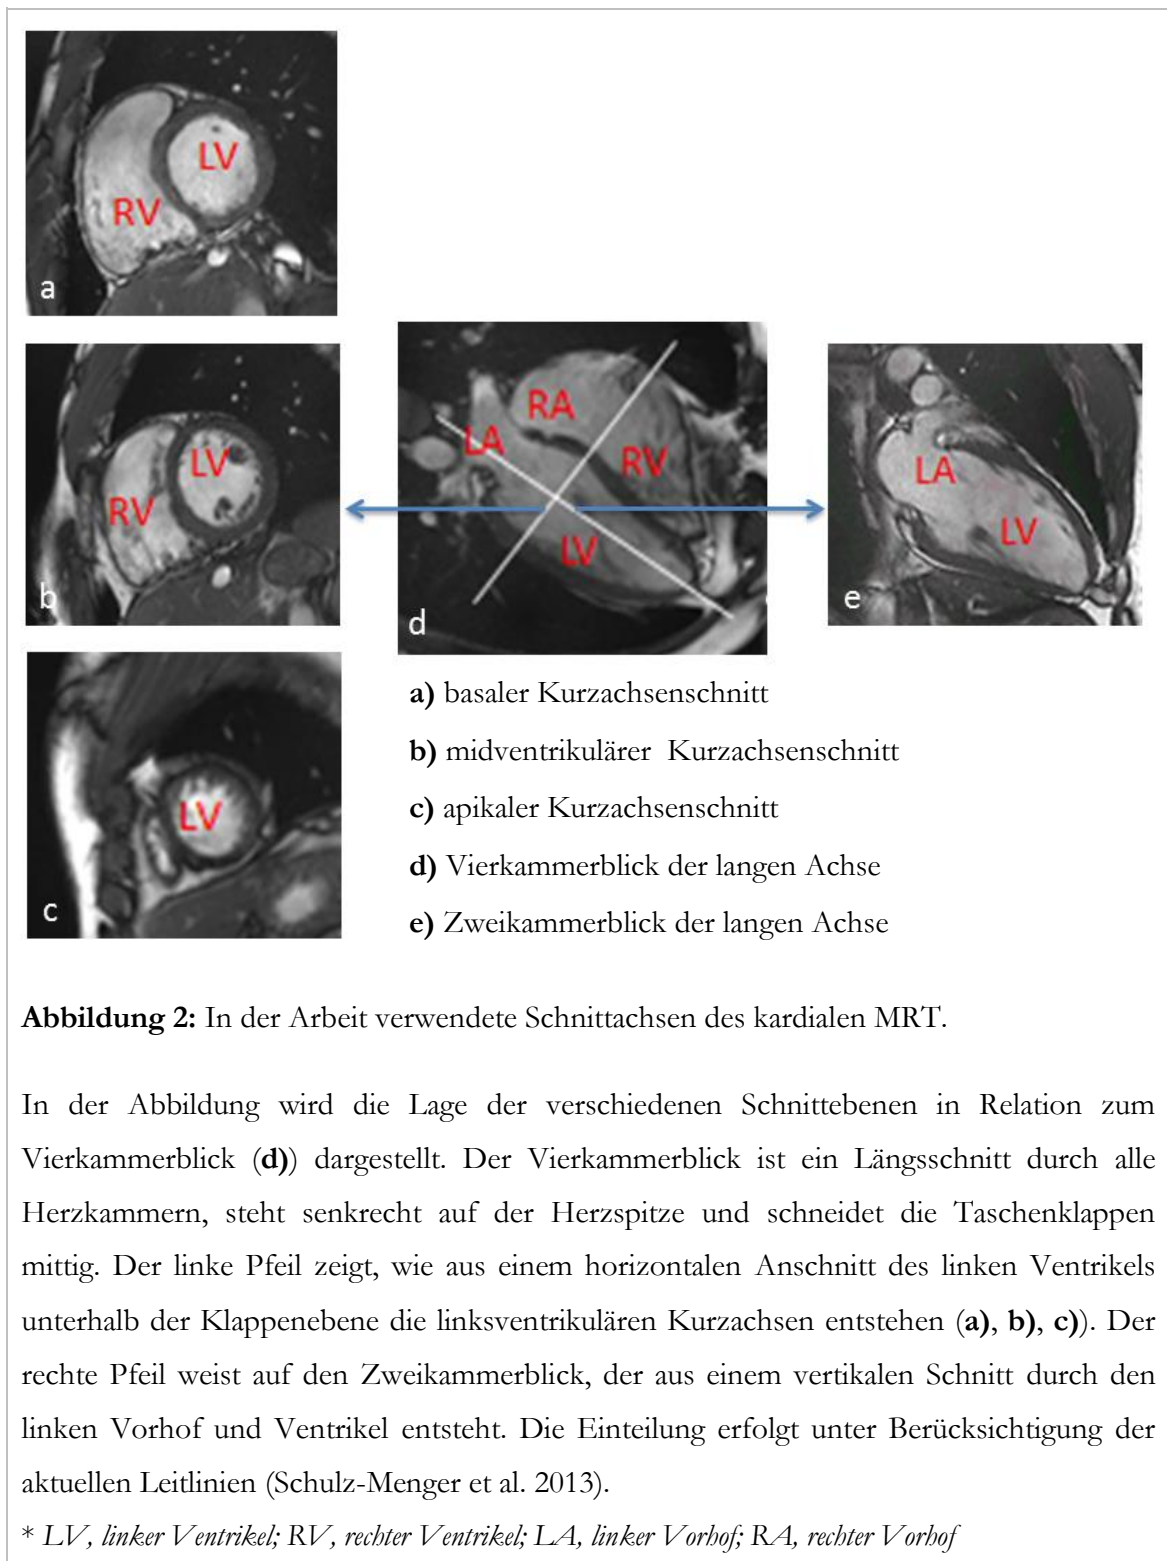 LV
RV
a
LV
RV
b
LV
c
RA
LA
RV
LV
d
LA
LV
e
a) basaler Kurzachsenschnitt
b) midventrikulärer Kurzachsenschnitt
c) apikaler Kurzachsenschnitt
d) Vierkammerblick der langen Achse
e) Zweikammerblick der langen Achse
Abbildung 2: In der Arbeit verwendete Schnittachsen des kardialen MRT.
In der Abbildung wird die Lage der verschiedenen Schnittebenen in Relation zum
Vierkammerblick (d)) dargestellt. Der Vierkammerblick ist ein Längsschnitt durch alle
Herzkammern, steht senkrecht auf der Herzspitze und schneidet die Taschenklappen
mittig. Der linke Pfeil zeigt, wie aus einem horizontalen Anschnitt des linken Ventrikels
unterhalb der Klappenebene die linksventrikulären Kurzachsen entstehen (a), b), c)). Der
rechte Pfeil weist auf den Zweikammerblick, der aus einem vertikalen Schnitt durch den
linken Vorhof und Ventrikel entsteht. Die Einteilung erfolgt unter Berücksichtigung der
aktuellen Leitlinien (Schulz-Menger et al. 2013).
* LV, linker Ventrikel; RV, rechter Ventrikel; LA, linker Vorhof; RA, rechter Vorhof